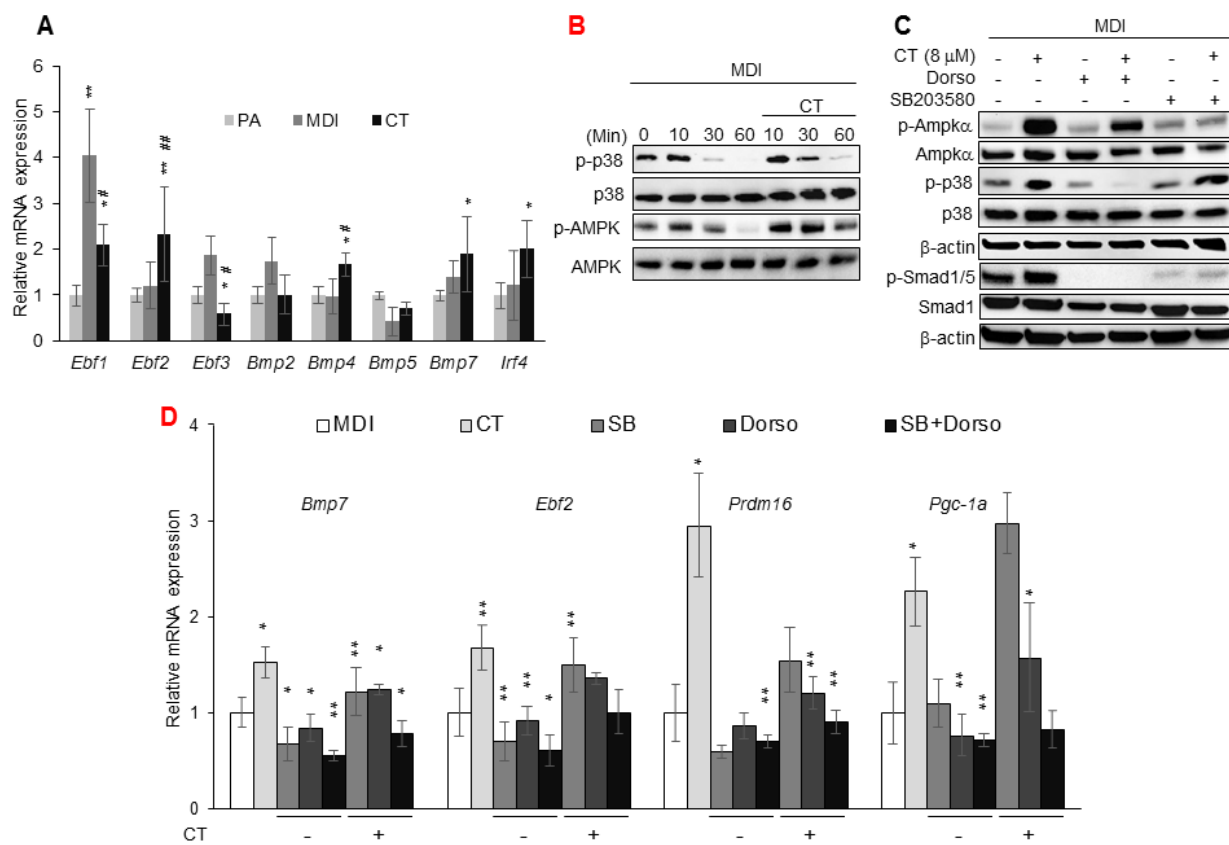 A
Relative mRNA expression
6
5
4
3
2
1
0
PA MDI CT
** *# ** ## *# *# * *
Ebf1 Ebf2 Ebf3 Bmp2 Bmp4 Bmp5 Bmp7 Irf4
B
MDI
CT
(Min) 0 10 30 60 10 30 60
p-p38
p38
p-AMPK
AMPK
C
MDI
CT (8 μM) - + - + - +
Dorso - - + + - -
SB203580 - - - - + +
p-Ampkα
Ampkα
p-p38
p38
β-actin
p-Smad1/5
Smad1
β-actin
D
Relative mRNA expression
4
3
2
1
0
MDI CT SB Dorso SB+Dorso
Bmp7 Ebf2 Prdm16 Pgc-1a
* * * ** ** * *
** ** ** * **
* ** ** **
* ** ** *
CT - + - + - + - +